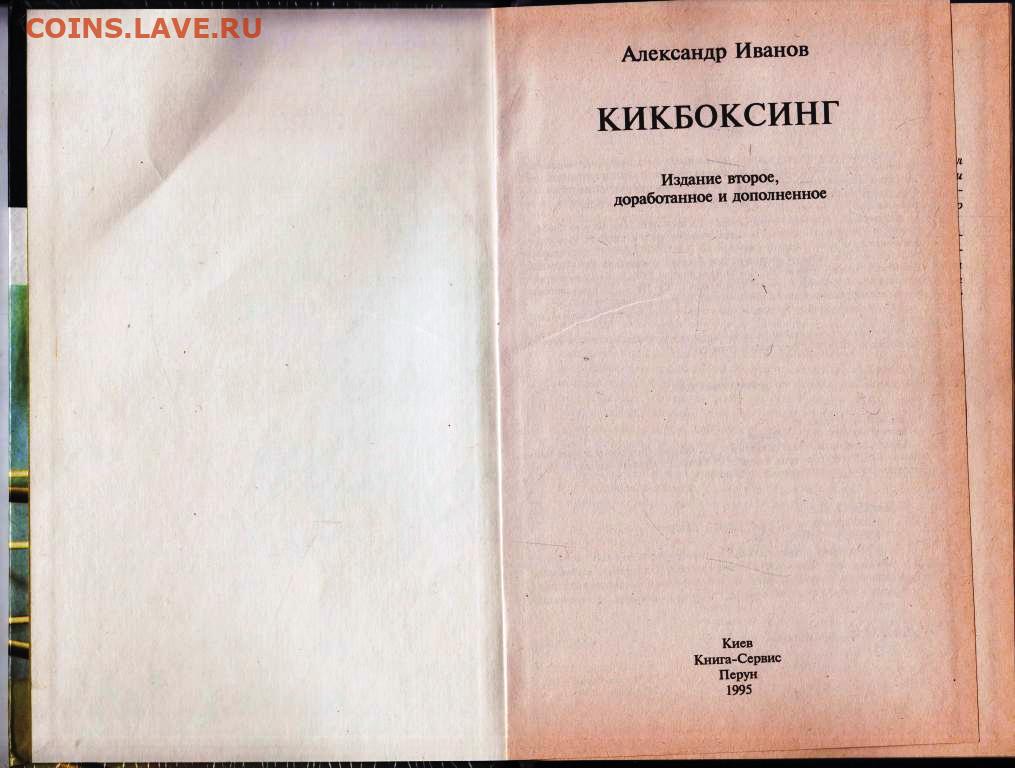 COINS.LAVE.RU
Александр Иванов
КИКБОКСИНГ
Издание второе,
доработанное и дополненное
Киев
Книга-Сервис
Перун
1995